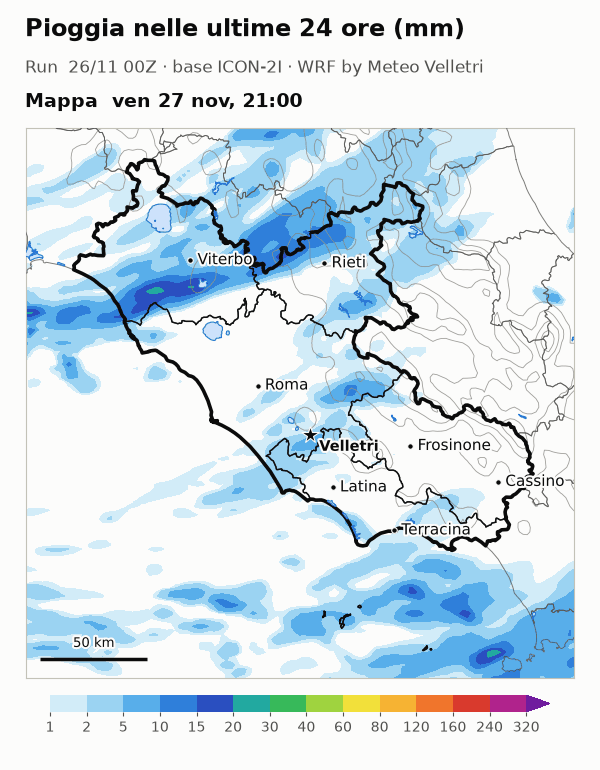 Pioggia nelle ultime 24 ore (mm)
Run  26/11 00Z · base ICON-2I · WRF by Meteo Velletri
Mappa  ven 27 nov, 21:00
Viterbo
Rieti
Roma
Velletri
Frosinone
Cassino
Latina
Terracina
50 km
1 2 5 10 15 20 30 40 60 80 120 160 240 320